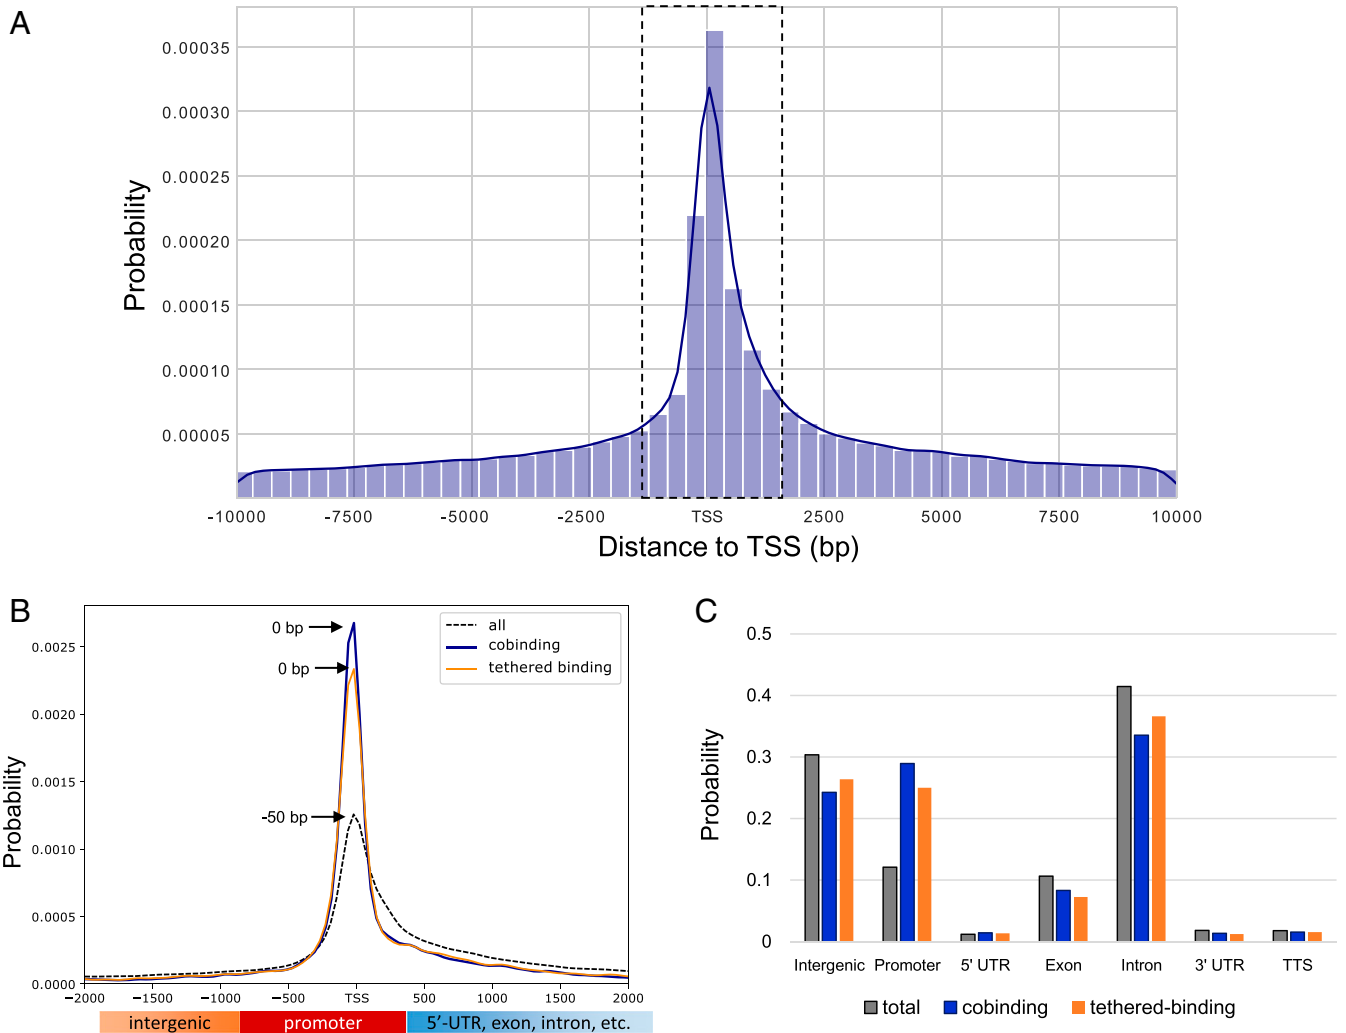 A
0.00035
0.00030
0.00025
0.00020
0.00015
0.00010
0.00005
Probability
-10000 -7500 -5000 -2500 TSS 2500 5000 7500 10000
Distance to TSS (bp)
B
0 bp
0 bp
-50 bp
all
cobinding
tethered binding
0.0025
0.0020
0.0015
0.0010
0.0005
0.0000
Probability
−2000 −1500 −1000 −500 TSS 500 1000 1500 2000
intergenic promoter 5’-UTR, exon, intron, etc.
C
0.5
0.4
0.3
0.2
0.1
0
Probability
Intergenic Promoter 5' UTR Exon Intron 3' UTR TTS
total cobinding tethered-binding